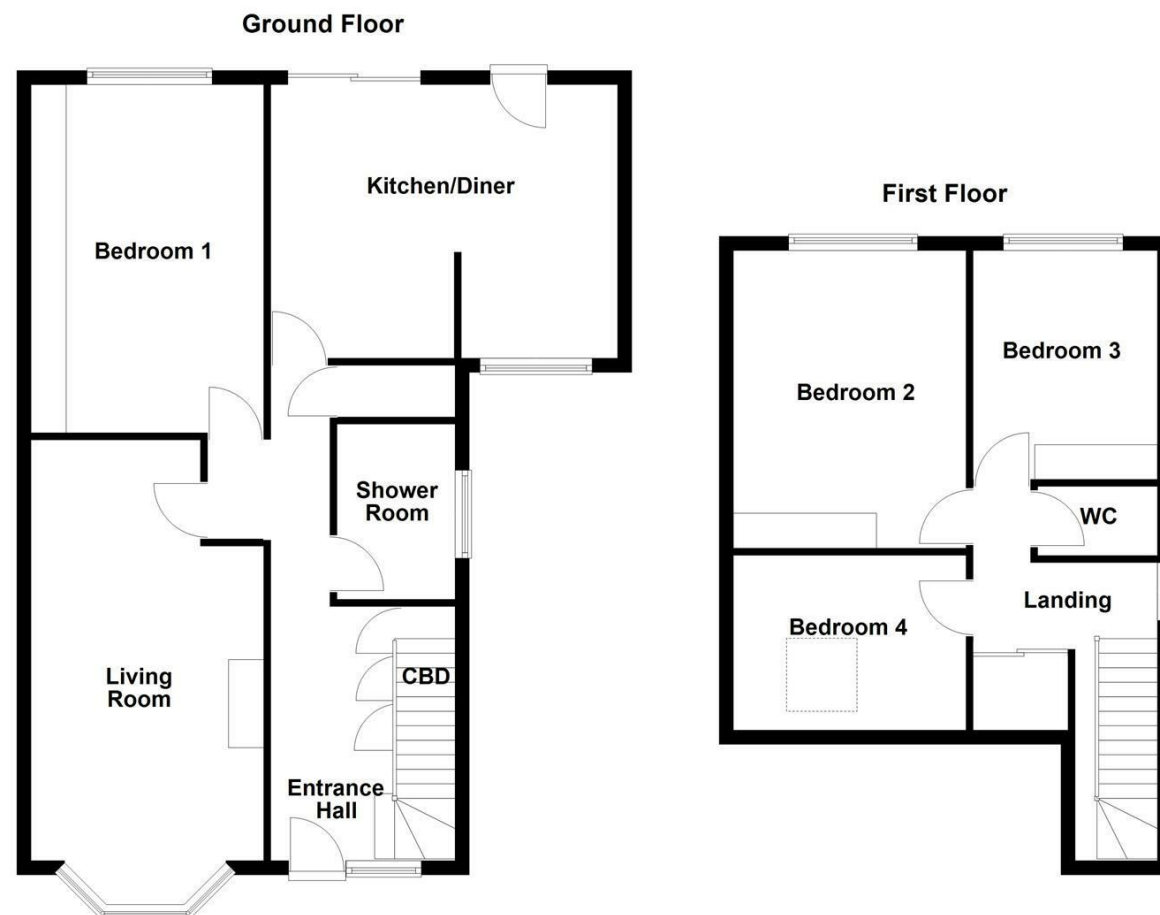 Ground Floor
Kitchen/Diner
Bedroom 1
Shower
Room
Living
Room
CBD
Entrance
Hall
First Floor
Bedroom 3
Bedroom 2
WC
Landing
Bedroom 4